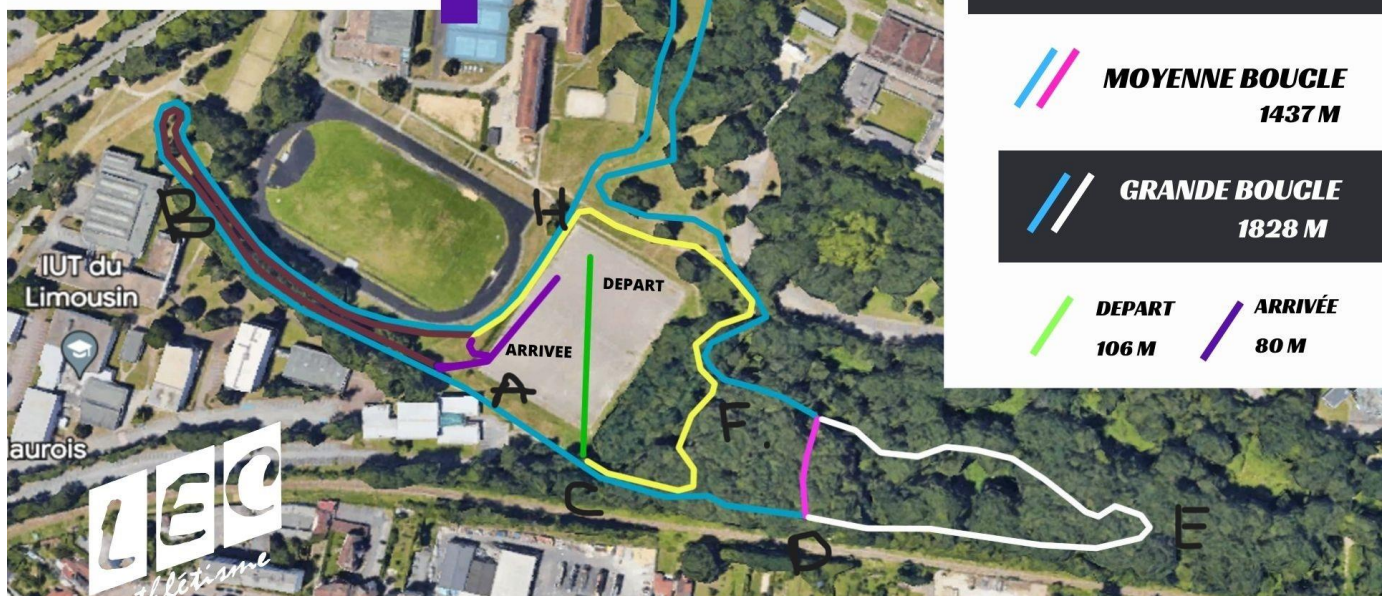 MOYENNE BOUCLE
1437 M
GRANDE BOUCLE
1828 M
DEPART
106 M
ARRIVÉE
80 M
B
H
IUT du
Limousin
DEPART
ARRIVEE
A
F.
aurois
C
D
E
LEC
athlétisme